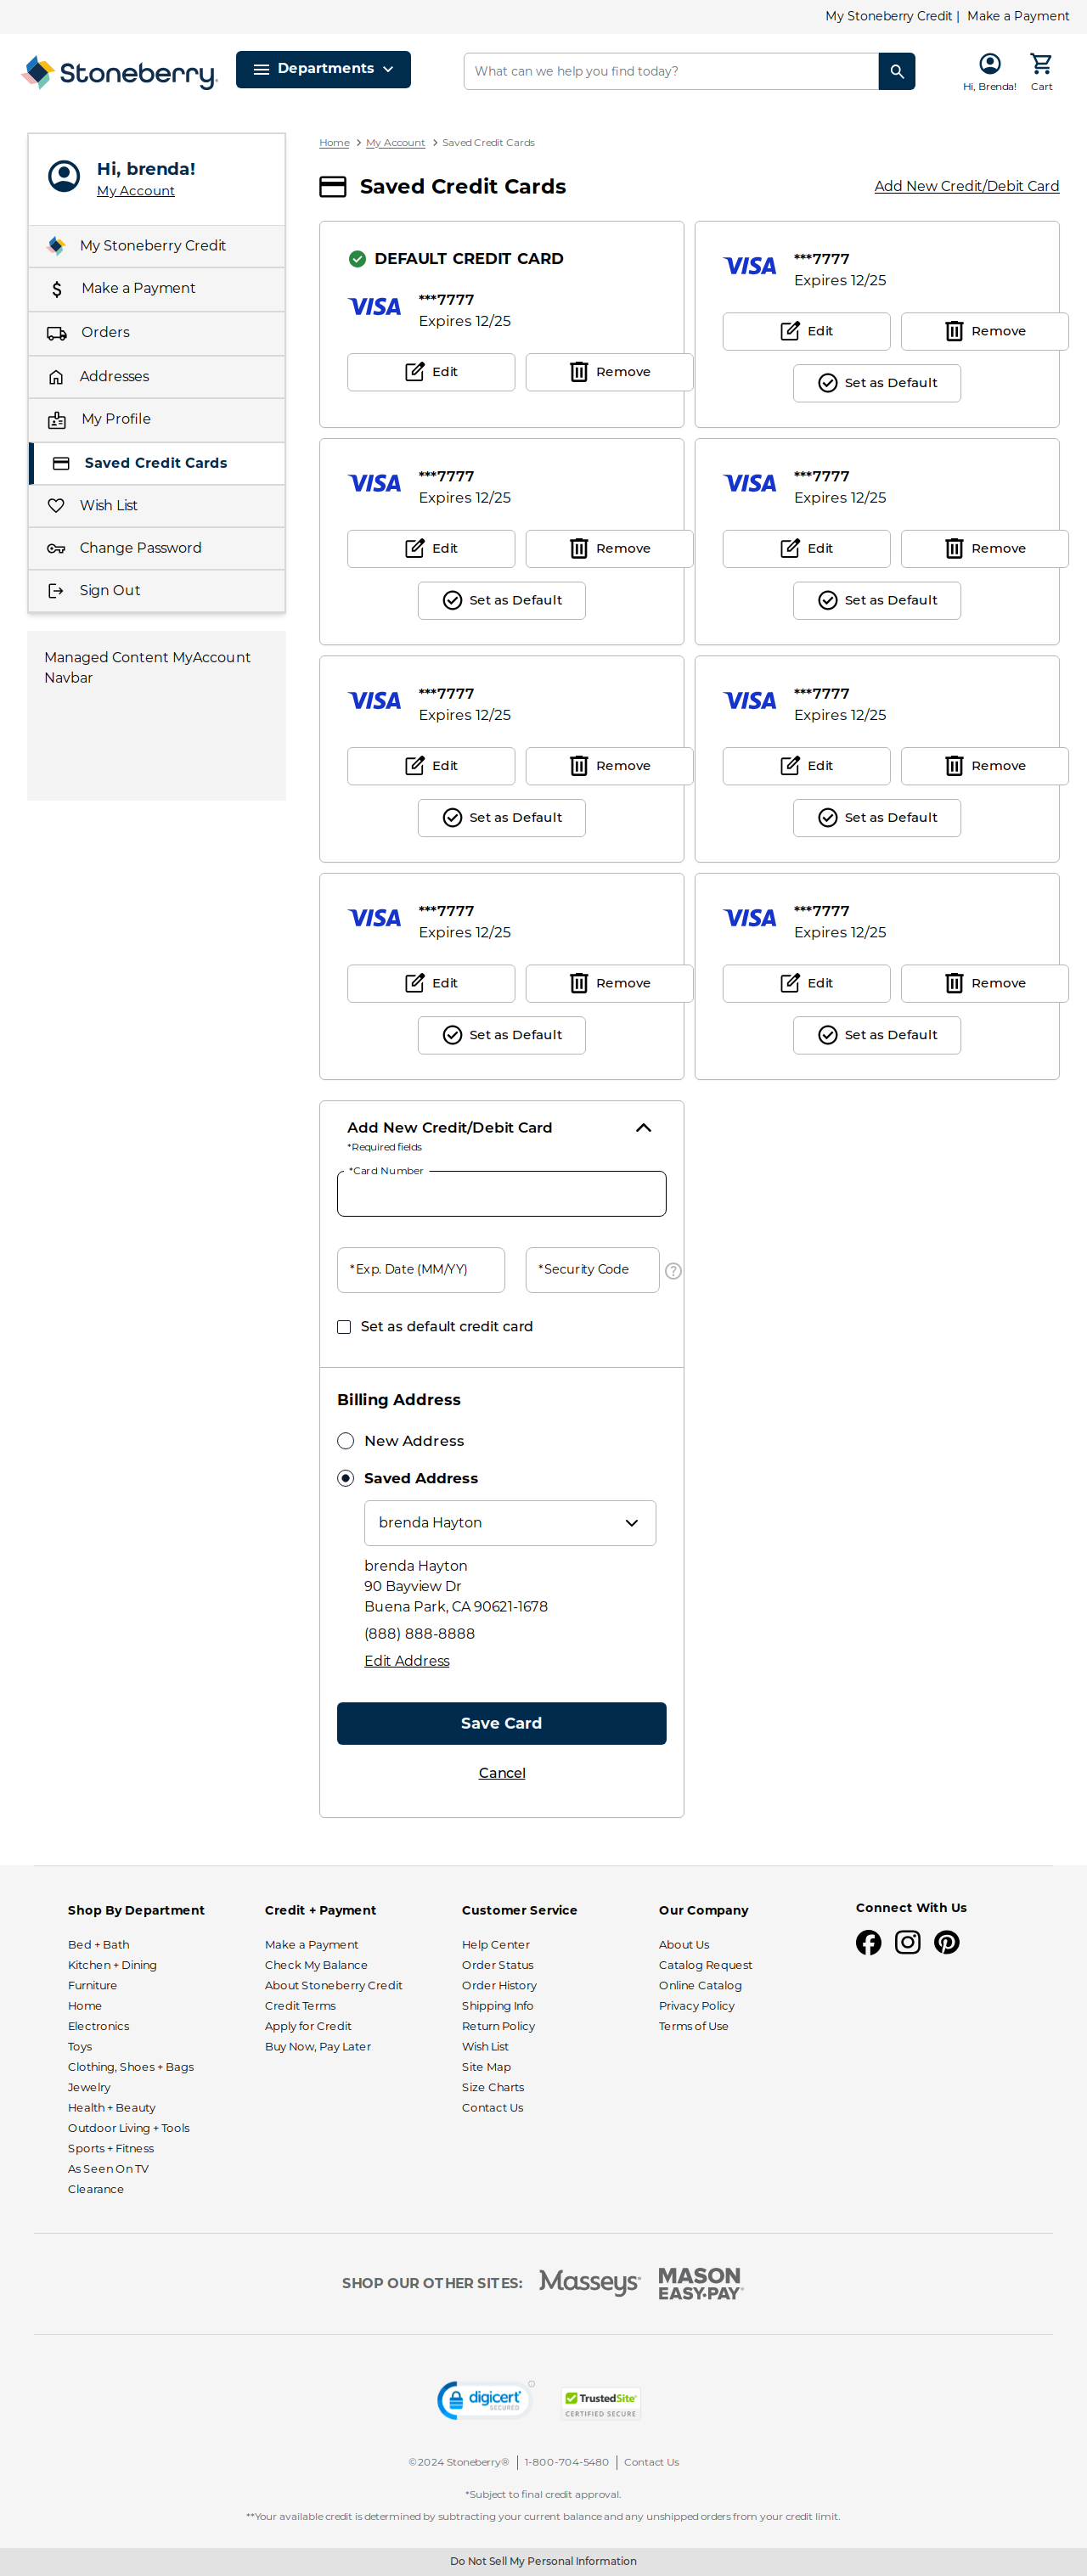 My Stoneberry Credit | Make a Payment
Stoneberry
Departments
What can we help you find today?
Hi, Brenda!
Cart
Hi, brenda!
My Account
My Stoneberry Credit
Make a Payment
Orders
Addresses
My Profile
Saved Credit Cards
Wish List
Change Password
Sign Out
Managed Content MyAccount
Navbar
Home > My Account > Saved Credit Cards
Saved Credit Cards
Add New Credit/Debit Card
DEFAULT CREDIT CARD
VISA
***7777
Expires 12/25
Edit
Remove
VISA
***7777
Expires 12/25
Edit
Remove
Set as Default
VISA
***7777
Expires 12/25
Edit
Remove
Set as Default
VISA
***7777
Expires 12/25
Edit
Remove
Set as Default
VISA
***7777
Expires 12/25
Edit
Remove
Set as Default
VISA
***7777
Expires 12/25
Edit
Remove
Set as Default
VISA
***7777
Expires 12/25
Edit
Remove
Set as Default
VISA
***7777
Expires 12/25
Edit
Remove
Set as Default
Add New Credit/Debit Card
*Required fields
*Card Number
*Exp. Date (MM/YY)
*Security Code
?
Set as default credit card
Billing Address
New Address
Saved Address
brenda Hayton
brenda Hayton
90 Bayview Dr
Buena Park, CA 90621-1678
(888) 888-8888
Edit Address
Save Card
Cancel
Shop By Department
Bed + Bath
Kitchen + Dining
Furniture
Home
Electronics
Toys
Clothing, Shoes + Bags
Jewelry
Health + Beauty
Outdoor Living + Tools
Sports + Fitness
As Seen On TV
Clearance
Credit + Payment
Make a Payment
Check My Balance
About Stoneberry Credit
Credit Terms
Apply for Credit
Buy Now, Pay Later
Customer Service
Help Center
Order Status
Order History
Shipping Info
Return Policy
Wish List
Site Map
Size Charts
Contact Us
Our Company
About Us
Catalog Request
Online Catalog
Privacy Policy
Terms of Use
Connect With Us
SHOP OUR OTHER SITES:
Masseys
MASON
EASY•PAY
digicert
SECURED
TrustedSite
CERTIFIED SECURE
©2024 Stoneberry® | 1-800-704-5480 | Contact Us
*Subject to final credit approval.
**Your available credit is determined by subtracting your current balance and any unshipped orders from your credit limit.
Do Not Sell My Personal Information